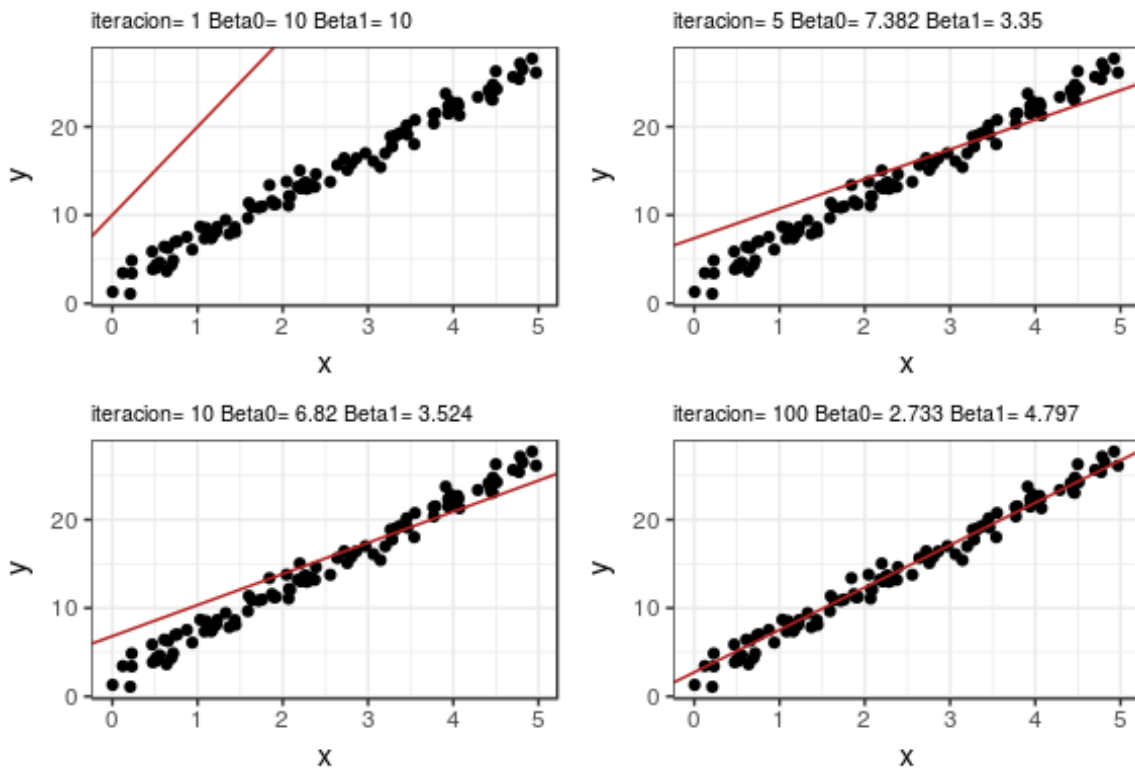 iteracion= 1 Beta0= 10 Beta1= 10
20
10
0
y
0 1 2 3 4 5
x
iteracion= 5 Beta0= 7.382 Beta1= 3.35
20
10
0
y
0 1 2 3 4 5
x
iteracion= 10 Beta0= 6.82 Beta1= 3.524
20
10
0
y
0 1 2 3 4 5
x
iteracion= 100 Beta0= 2.733 Beta1= 4.797
20
10
0
y
0 1 2 3 4 5
x